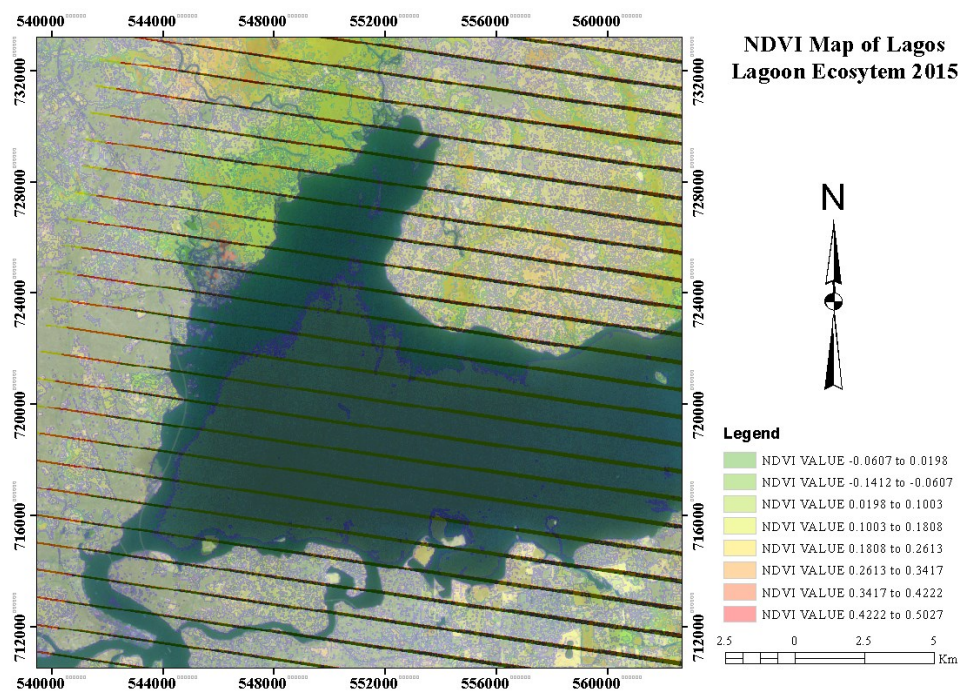 540000 544000 548000 552000 556000 560000
NDVI Map of Lagos
Lagoon Ecosytem 2015
732000
732000
728000
728000
724000
724000
720000
720000
716000
716000
712000
712000
N
Legend
NDVI VALUE -0.0607 to 0.0198
NDVI VALUE -0.1412 to -0.0607
NDVI VALUE 0.0198 to 0.1003
NDVI VALUE 0.1003 to 0.1808
NDVI VALUE 0.1808 to 0.2613
NDVI VALUE 0.2613 to 0.3417
NDVI VALUE 0.3417 to 0.4222
NDVI VALUE 0.4222 to 0.5027
2.5 0 2.5 5
Km
540000 544000 548000 552000 556000 560000